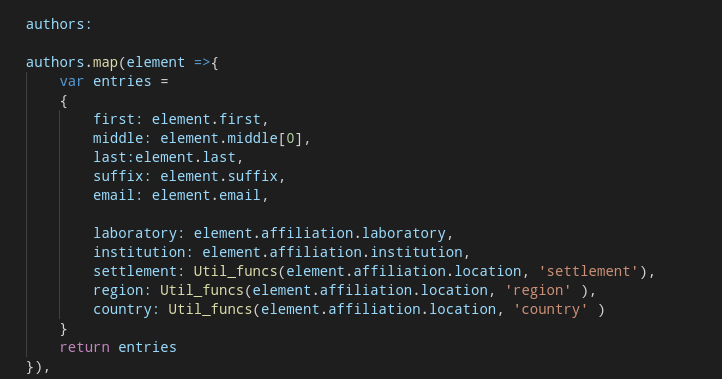 authors:
authors.map(element =>{
var entries =
{
first: element.first,
middle: element.middle[0],
last:element.last,
suffix: element.suffix,
email: element.email,
laboratory: element.affiliation.laboratory,
institution: element.affiliation.institution,
settlement: Util_funcs(element.affiliation.location, 'settlement'),
region: Util_funcs(element.affiliation.location, 'region' ),
country: Util_funcs(element.affiliation.location, 'country' )
}
return entries
}),